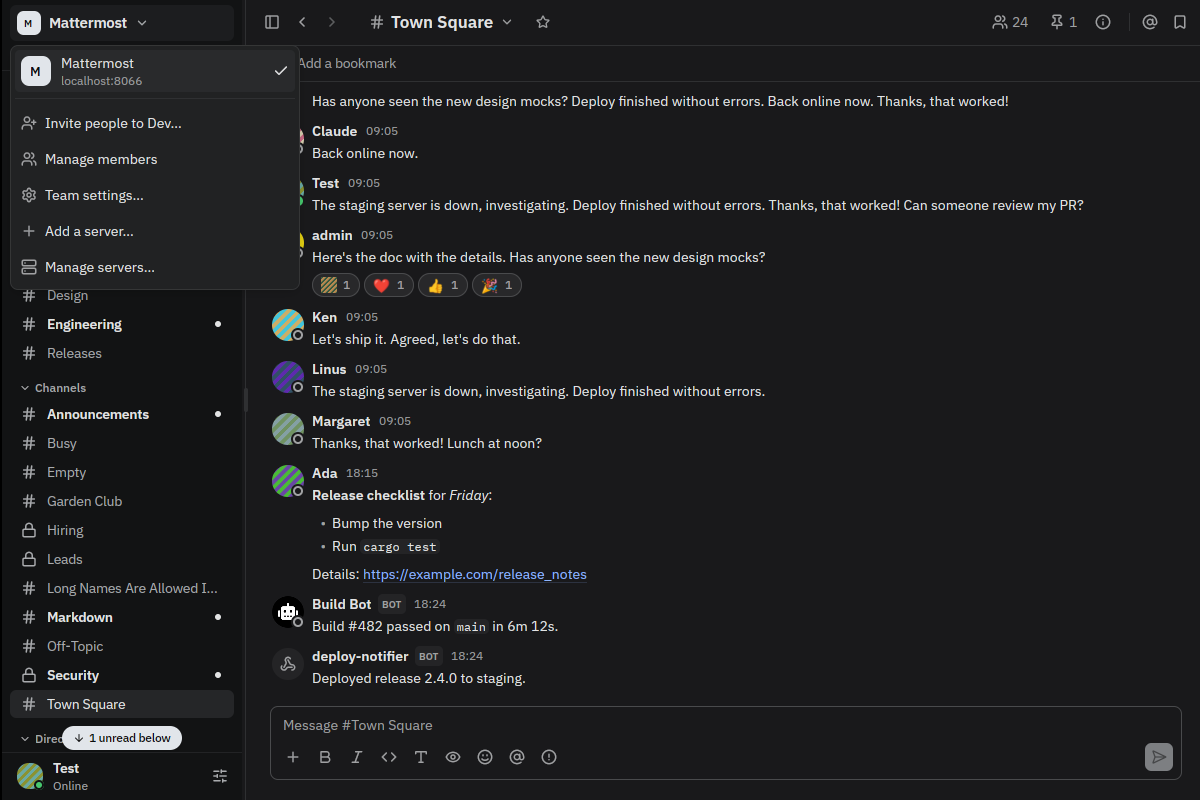 M Mattermost
M Mattermost
localhost:8066
Invite people to Dev...
Manage members
Team settings...
Add a server...
Manage servers...
# Design
# Engineering
# Releases
Channels
# Announcements
# Busy
# Empty
# Garden Club
Hiring
Leads
# Long Names Are Allowed I...
# Markdown
# Off-Topic
Security
# Town Square
Direc
1 unread below
Test
Online
# Town Square
24
1
Add a bookmark
Has anyone seen the new design mocks? Deploy finished without errors. Back online now. Thanks, that worked!
Claude 09:05
Back online now.
Test 09:05
The staging server is down, investigating. Deploy finished without errors. Thanks, that worked! Can someone review my PR?
admin 09:05
Here's the doc with the details. Has anyone seen the new design mocks?
1 ❤️ 1 👍 1 🎉 1
Ken 09:05
Let's ship it. Agreed, let's do that.
Linus 09:05
The staging server is down, investigating. Deploy finished without errors.
Margaret 09:05
Thanks, that worked! Lunch at noon?
Ada 18:15
Release checklist for Friday:
• Bump the version
• Run cargo test
Details: https://example.com/release_notes
Build Bot BOT 18:24
Build #482 passed on main in 6m 12s.
deploy-notifier BOT 18:24
Deployed release 2.4.0 to staging.
Message #Town Square